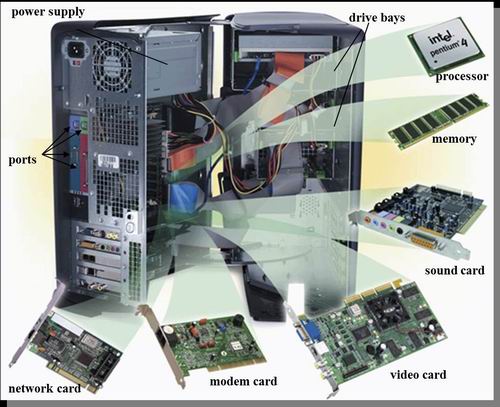 power supply
drive bays
intel
pentium 4
processor
memory
ports
sound card
network card
modem card
video card